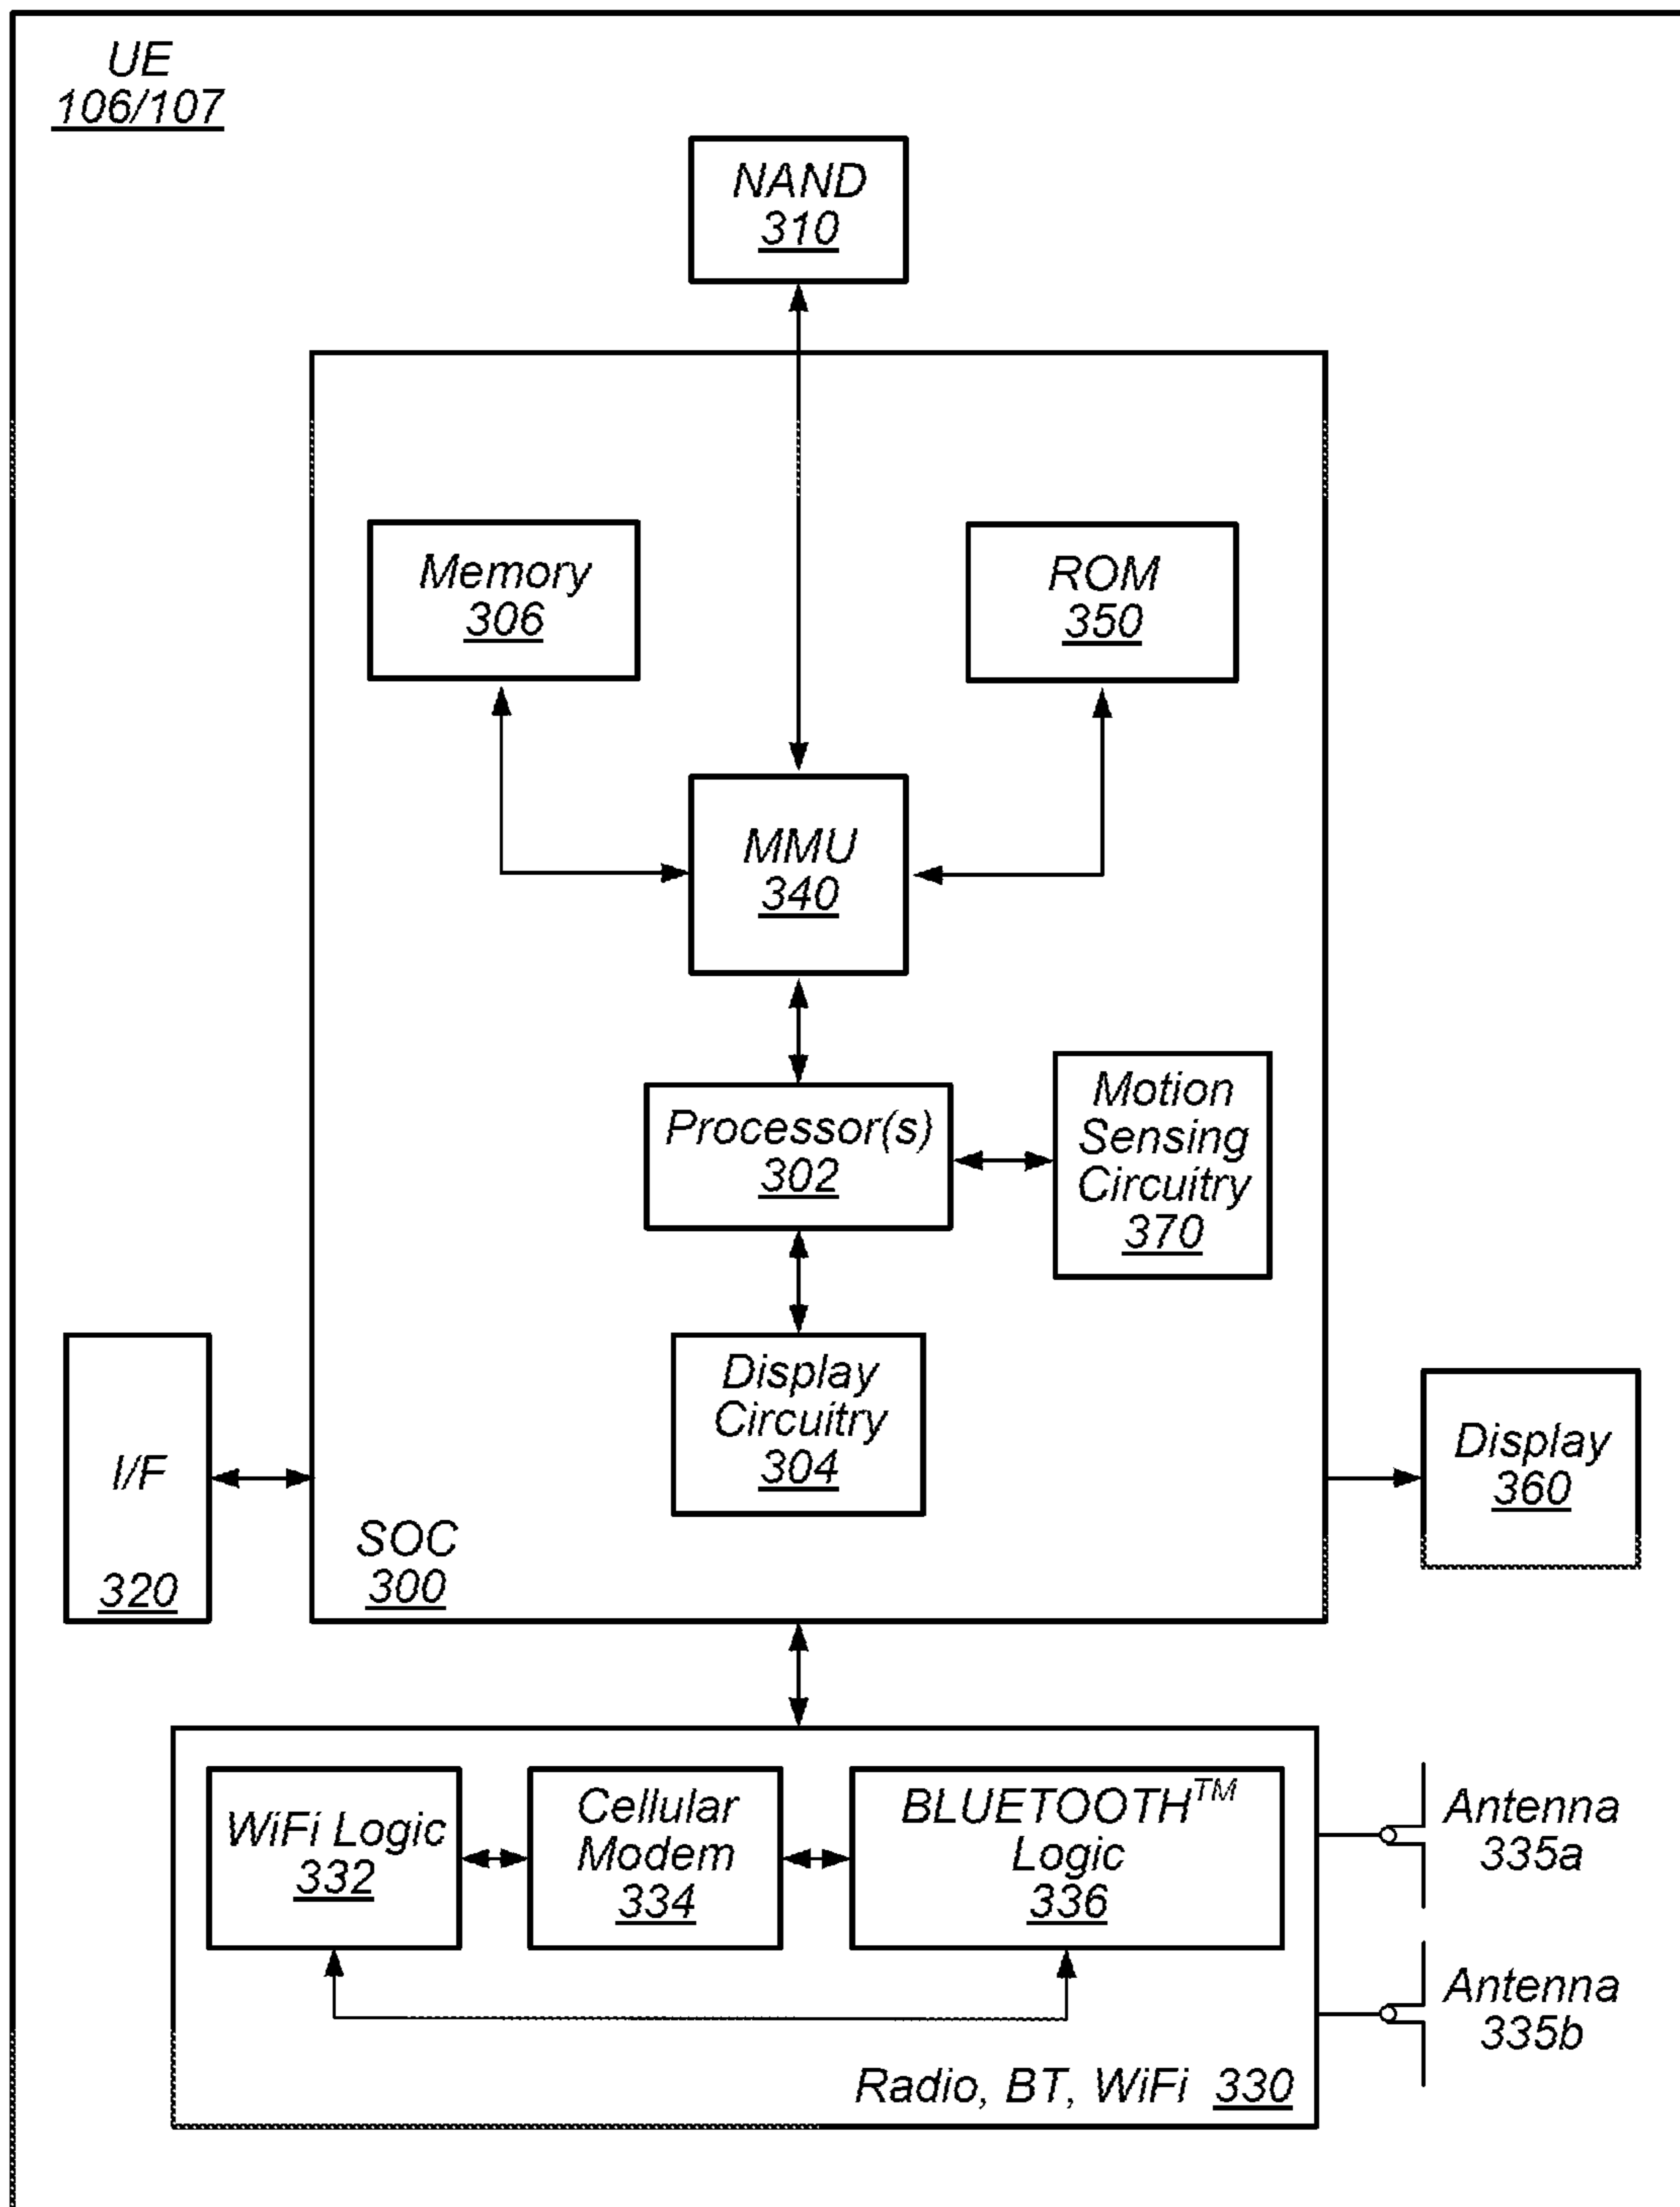 UE
106/107
NAND
310
Memory
306
ROM
350
MMU
340
Processor(s)
302
Motion
Sensing
Circuitry
370
Display
Circuitry
304
I/F
320
SOC
300
Display
360
WiFi Logic
332
Cellular
Modem
334
BLUETOOTH™
Logic
336
Antenna
335a
Antenna
335b
Radio, BT, WiFi 330